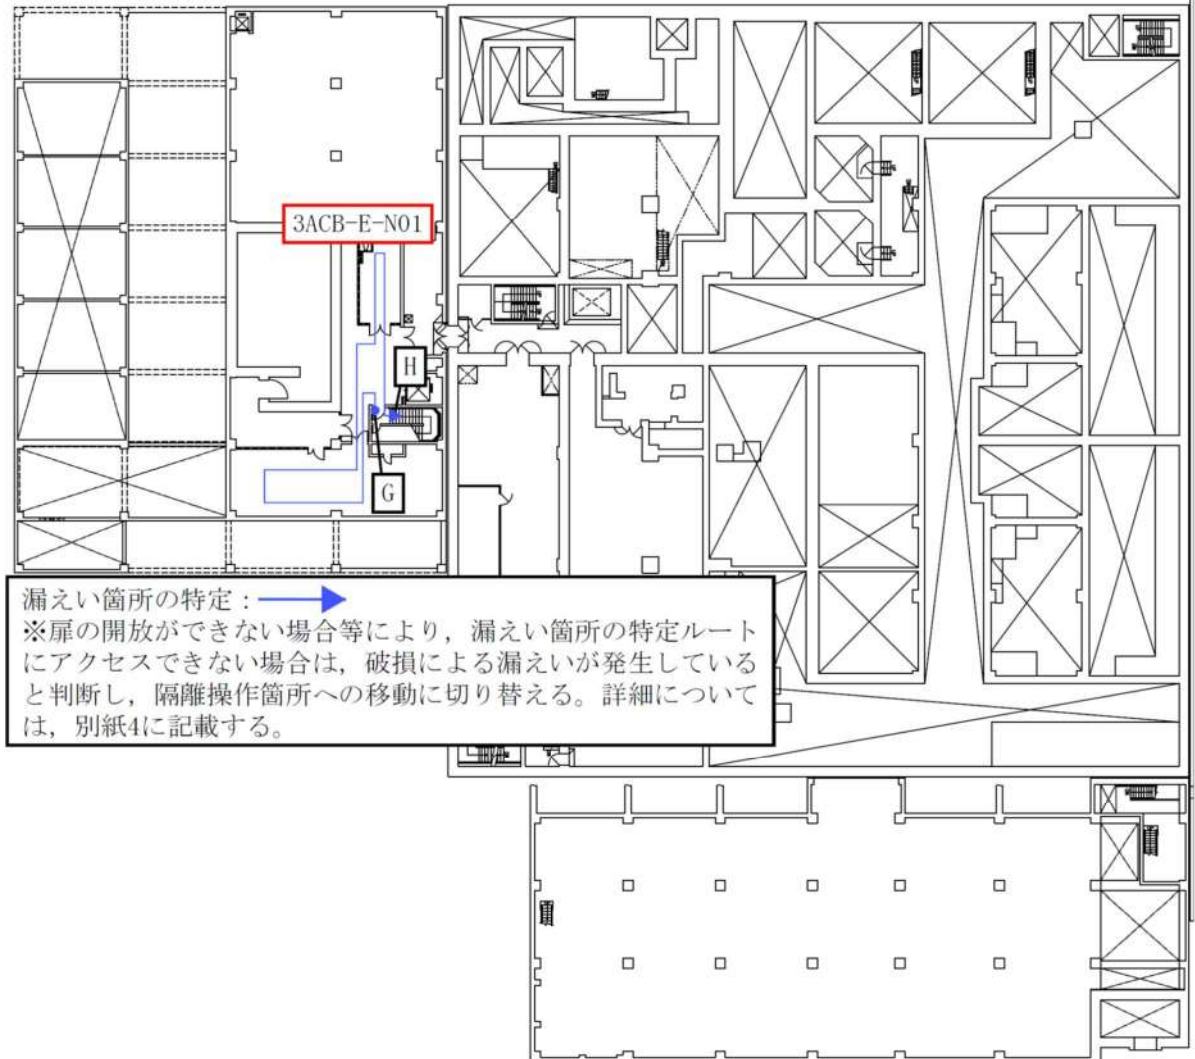 3ACB-E-N01
H
G
漏えい箇所の特定：
※扉の開放ができない場合等により，漏えい箇所の特定ルート
にアクセスできない場合は，破損による漏えいが発生している
と判断し，隔離操作箇所への移動に切り替える。詳細について
は，別紙4に記載する。